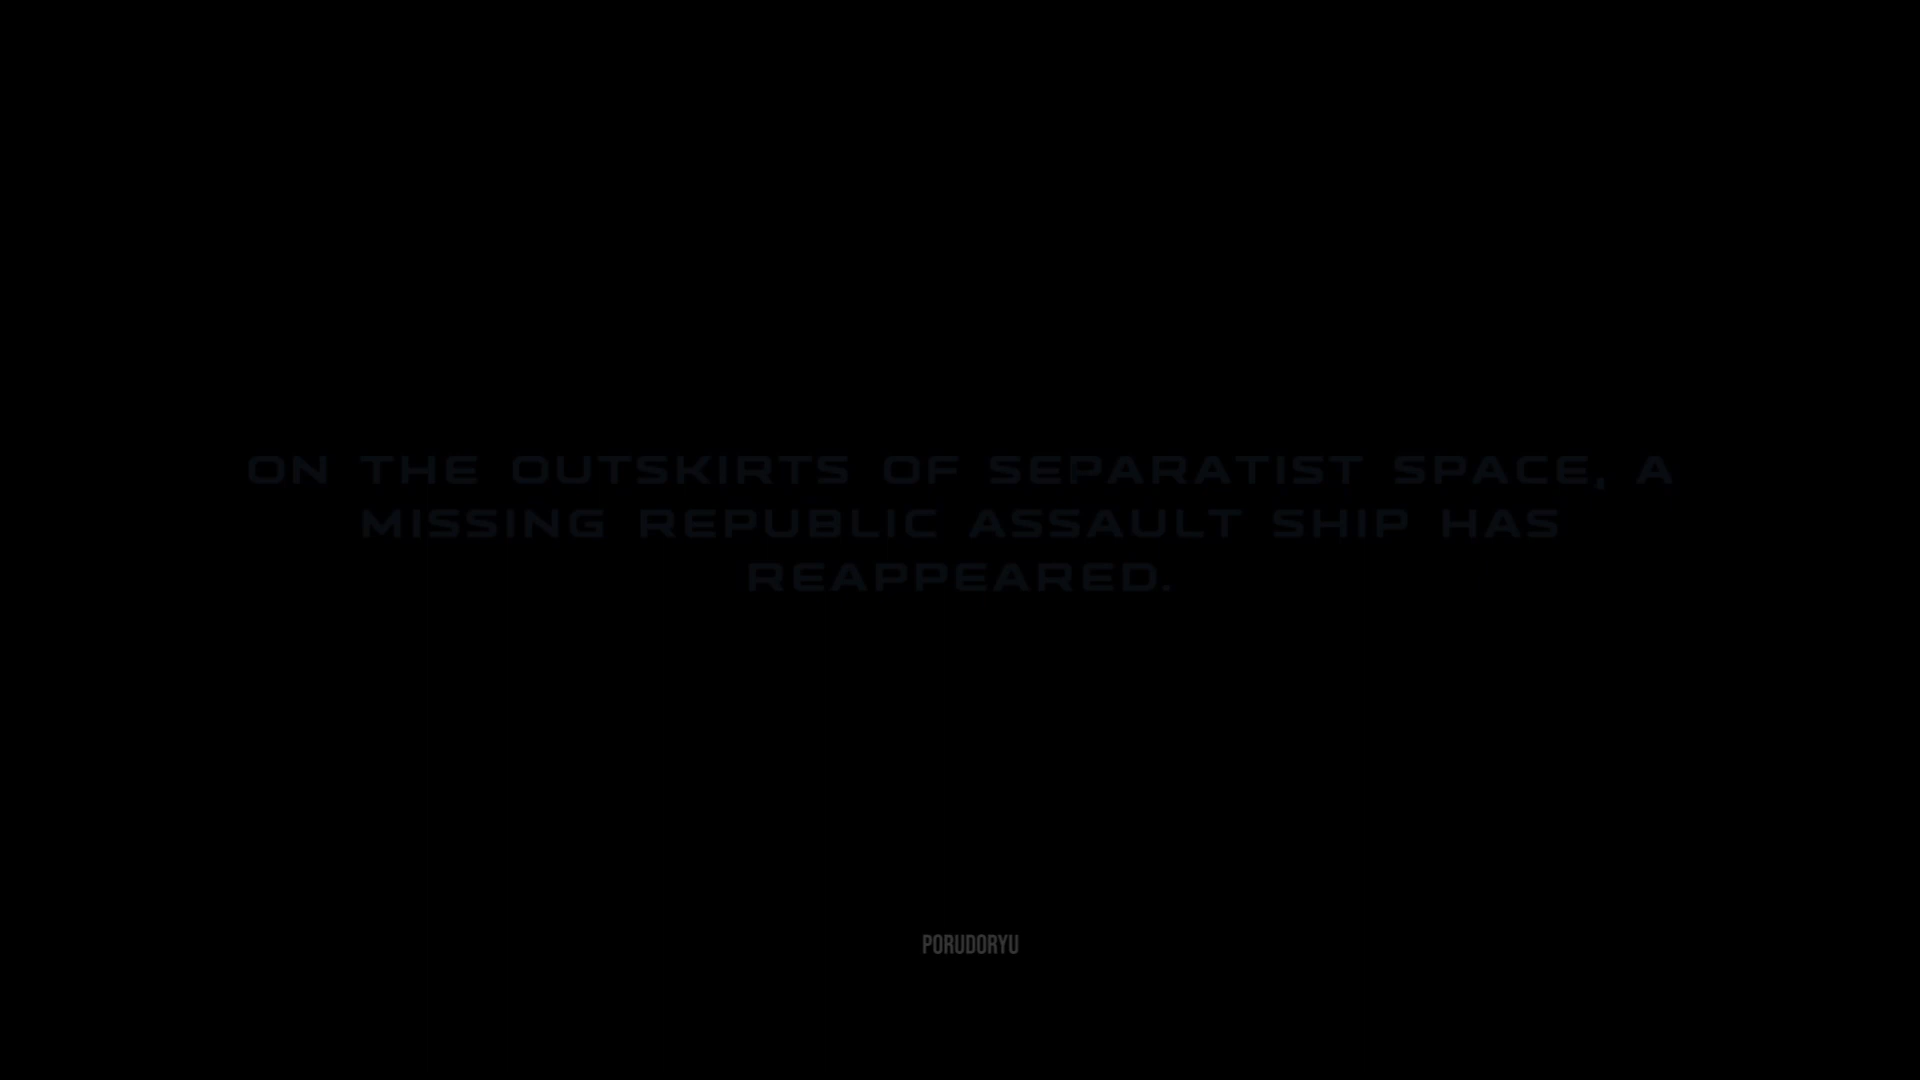 ON THE OUTSKIRTS OF SEPARATIST SPACE, A
MISSING REPUBLIC ASSAULT SHIP HAS
REAPPEARED.
PORUDORYU